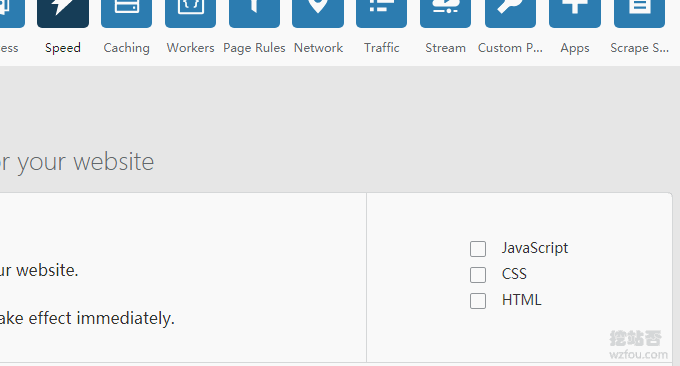 ess
Speed
Caching
Workers
Page Rules
Network
Traffic
Stream
Custom P...
Apps
Scrape S...
or your website
JavaScript
ur website.
CSS
HTML
ake effect immediately.
挖站否
wzfou.com